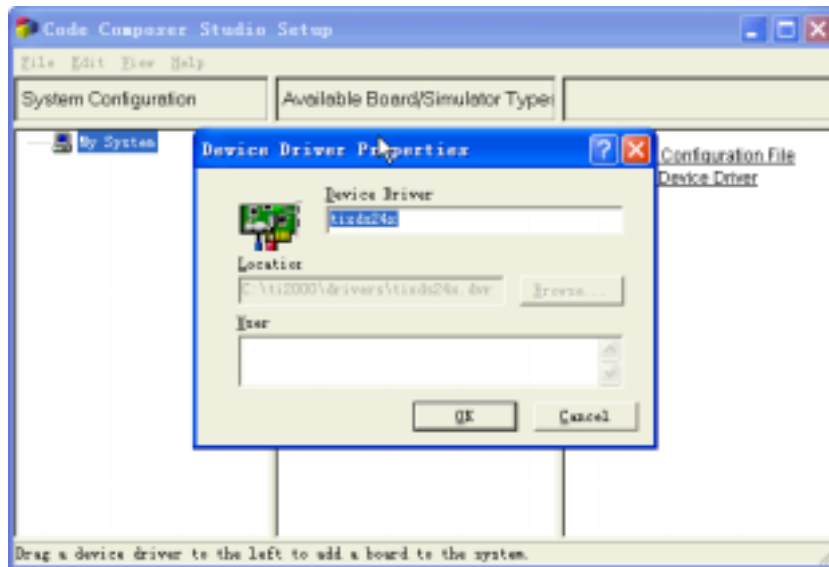 Code Composer Studio Setup
File Edit View Help
System Configuration
Available Board/Simulator Types
My System
Device Driver Properties
Configuration File
Device Driver
Device Driver
tixds24x
Location
C:\ti2000\drivers\tixds24x.dvr
Browse...
User
OK
Cancel
Drag a device driver to the left to add a board to the system.